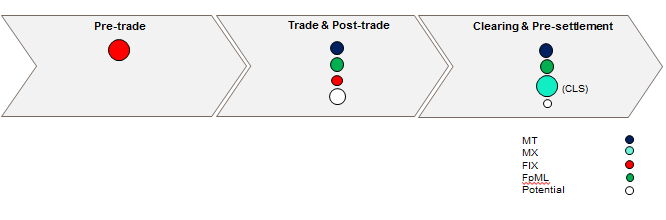 Pre-trade
Trade & Post-trade
Clearing & Pre-settlement
(CLS)
MT
MX
FIX
FpML
Potential